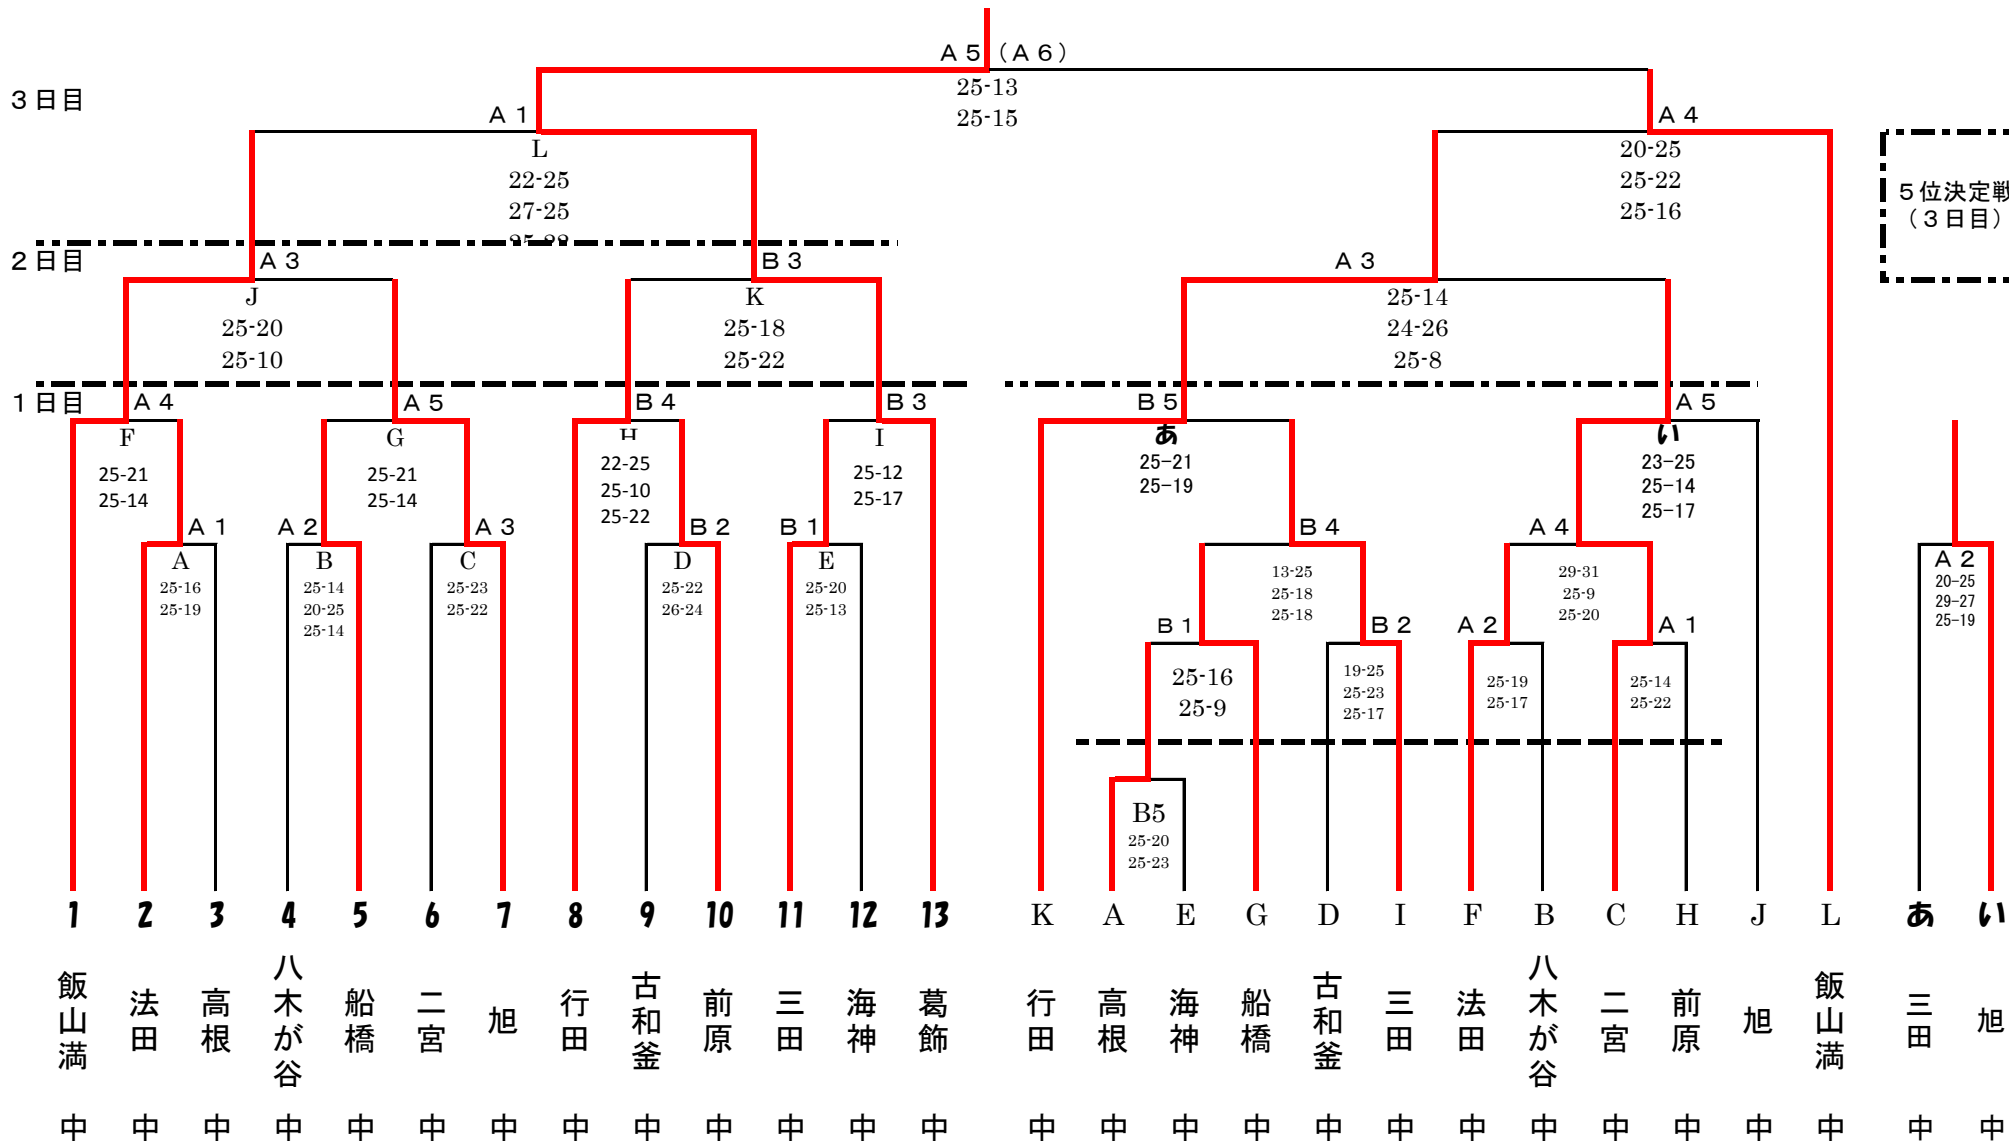 A5 (A6)
25-13
25-15
3日目
A1
A4
L
22-25
27-25
20-25
25-22
25-16
5位決定戦
(3日目)
2日目
A3
B3
A3
J
25-20
25-10
K
25-18
25-22
25-14
24-26
25-8
1日目
A4
A5
B4
B3
B5
A5
F
25-21
25-14
G
25-21
25-14
H
22-25
25-10
25-22
I
25-12
25-17
あ
25-21
25-19
い
23-25
25-14
25-17
A1
A2
A3
B2
B1
B4
A4
A
25-16
25-19
B
25-14
20-25
25-14
C
25-23
25-22
D
25-22
26-24
E
25-20
25-13
13-25
25-18
25-18
29-31
25-9
25-20
A2
20-25
29-27
25-19
B1
B2
A2
A1
25-16
25-9
19-25
25-23
25-17
25-19
25-17
25-14
25-22
B5
25-20
25-23
1 2 3 4 5 6 7 8 9 10 11 12 13 K A E G D I F B C H J L あ い
飯山満中
法田中
高根中
八木が谷中
船橋中
二宮中
旭中
行田中
古和釜中
前原中
三田中
海神中
葛飾中
行田中
高根中
海神中
船橋中
古和釜中
三田中
法田中
八木が谷中
二宮中
前原中
旭中
飯山満中
三田中
旭中